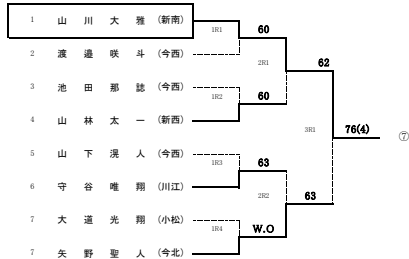 1 山 川 大 雅 (新南)
1R1 60
2 渡 邉 咲 斗 (今西)
2R1 62
3 池 田 那 誌 (今西)
1R2 60
4 山 林 太 一 (新西)
3R1 76(4) ⑦
5 山 下 滉 人 (今西)
1R3 63
6 守 谷 唯 翔 (川江)
2R2 63
7 大 道 光 翔 (小松)
1R4 W.O
7 矢 野 聖 人 (今北)